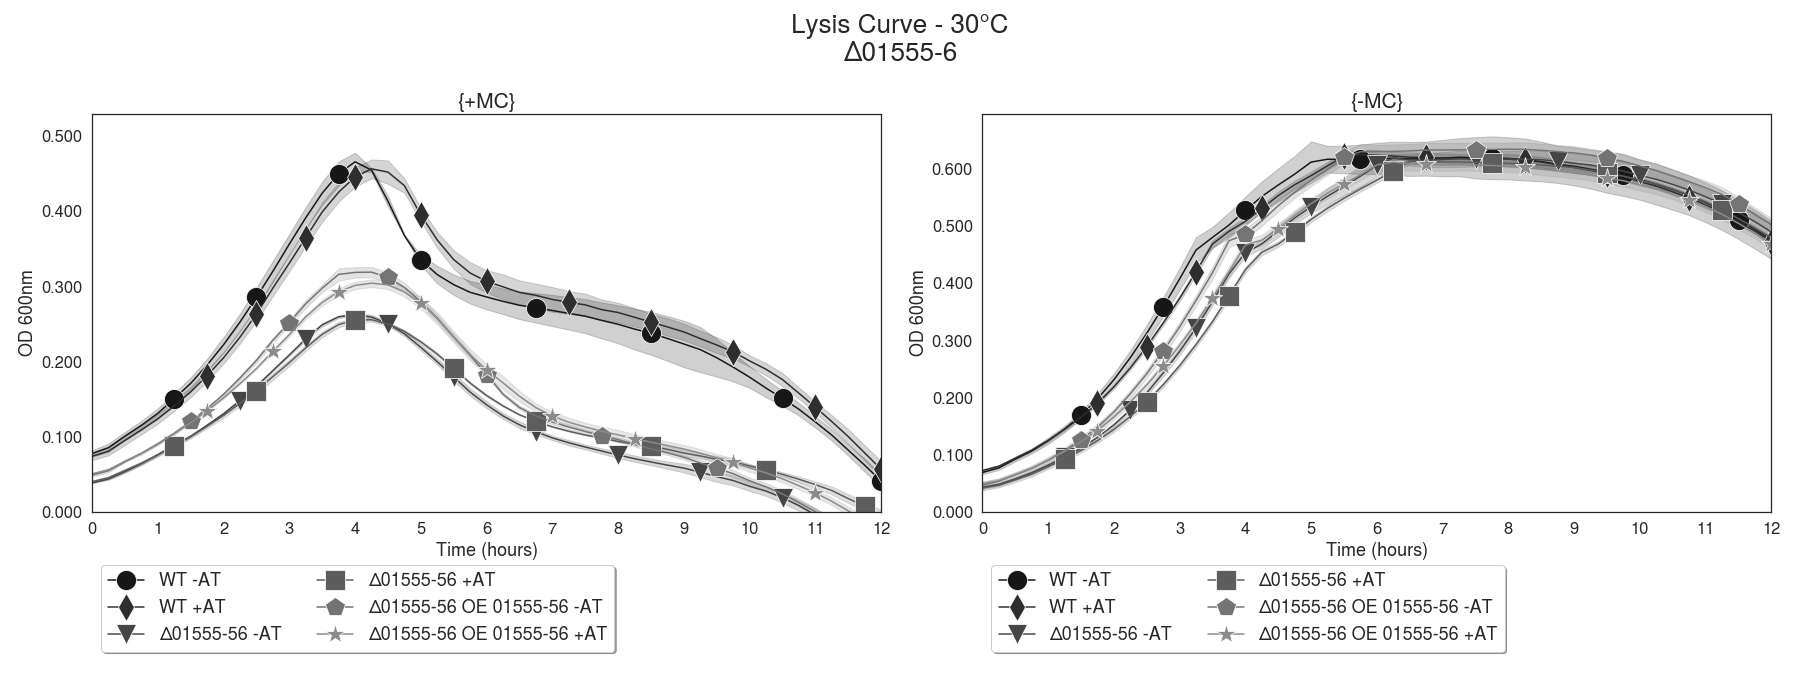 Lysis Curve - 30°C
Δ01555-6
{+MC}
0.500
0.400
0.300
0.200
0.100
0.000
OD 600nm
0 1 2 3 4 5 6 7 8 9 10 11 12
Time (hours)
WT -AT
WT +AT
Δ01555-56 -AT
Δ01555-56 +AT
Δ01555-56 OE 01555-56 -AT
Δ01555-56 OE 01555-56 +AT
{-MC}
0.600
0.500
0.400
0.300
0.200
0.100
0.000
OD 600nm
0 1 2 3 4 5 6 7 8 9 10 11 12
Time (hours)
WT -AT
WT +AT
Δ01555-56 -AT
Δ01555-56 +AT
Δ01555-56 OE 01555-56 -AT
Δ01555-56 OE 01555-56 +AT